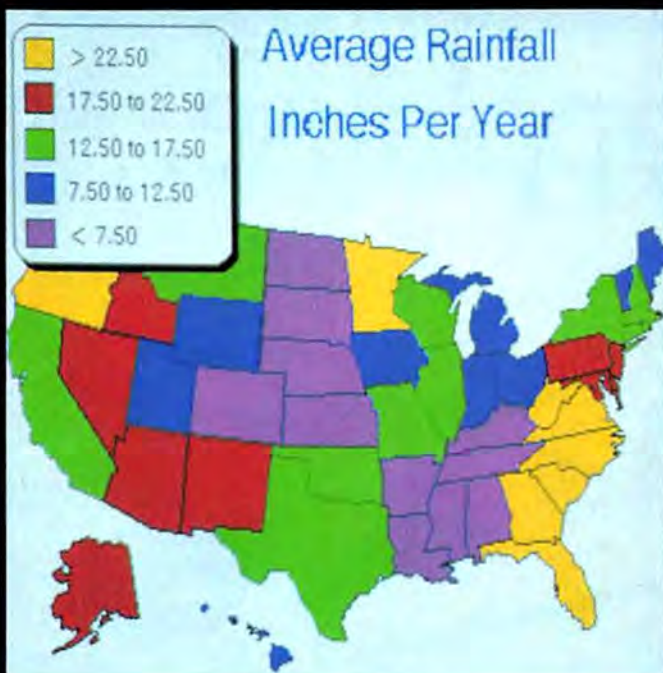 Average Rainfall
Inches Per Year
> 22.50
17.50 to 22.50
12.50 to 17.50
7.50 to 12.50
< 7.50